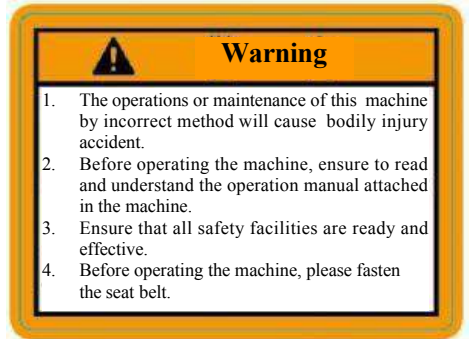 Warning
1. The operations or maintenance of this machine
by incorrect method will cause bodily injury
accident.
2. Before operating the machine, ensure to read
and understand the operation manual attached
in the machine.
3. Ensure that all safety facilities are ready and
effective.
4. Before operating the machine, please fasten
the seat belt.